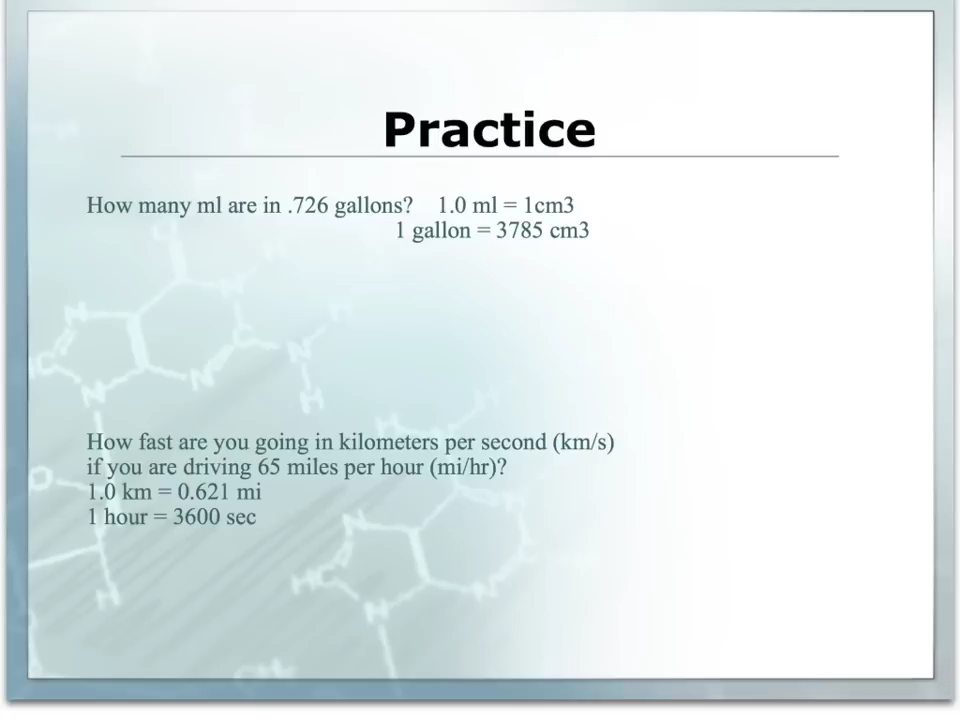 Practice
How many ml are in .726 gallons? 1.0 ml = 1cm3
1 gallon = 3785 cm3
How fast are you going in kilometers per second (km/s)
if you are driving 65 miles per hour (mi/hr)?
1.0 km = 0.621 mi
1 hour = 3600 sec